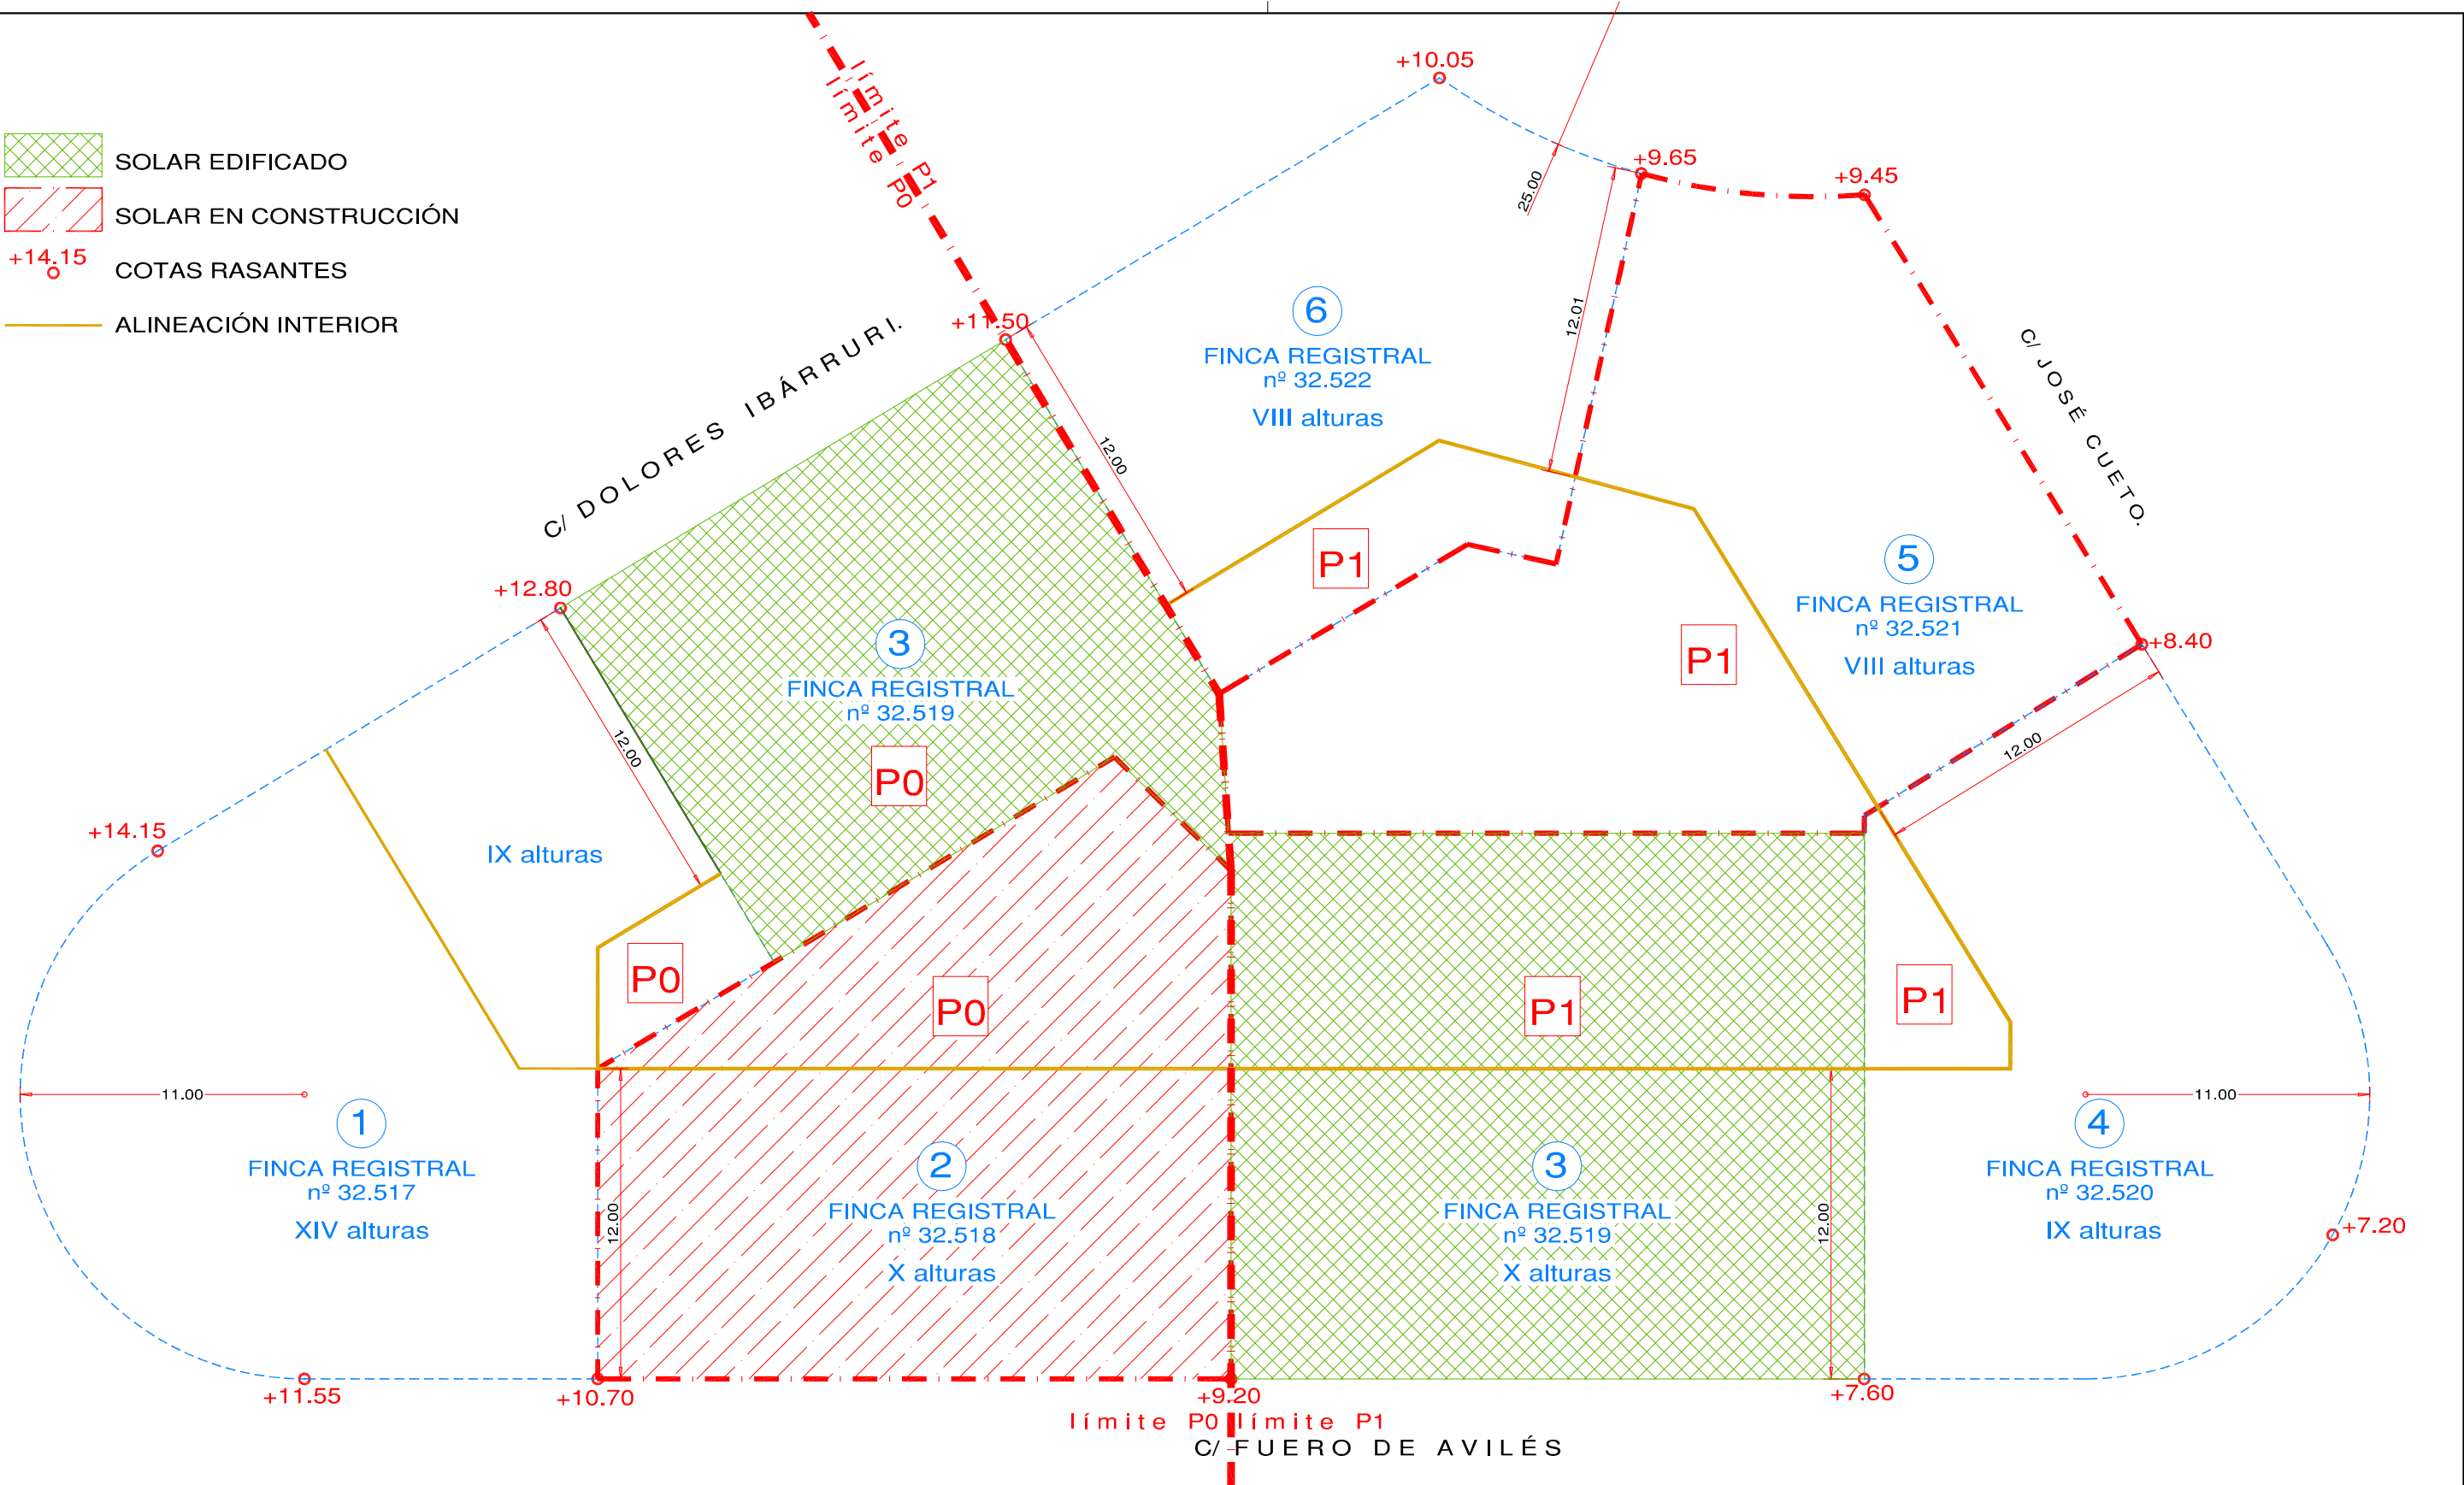 SOLAR EDIFICADO
SOLAR EN CONSTRUCCIÓN
+14.15
COTAS RASANTES
ALINEACIÓN INTERIOR
límite P1
límite P0
+10.05
+9.65
+9.45
25.00
12.01
C/ JOSÉ CUETO.
+11.50
C/ DOLORES IBÁRRURI.
6
FINCA REGISTRAL
nº 32.522
VIII alturas
12.00
P1
5
FINCA REGISTRAL
nº 32.521
VIII alturas
P1
+8.40
12.00
+12.80
3
FINCA REGISTRAL
nº 32.519
P0
12.00
+14.15
IX alturas
P0
P0
P1
P1
11.00
1
FINCA REGISTRAL
nº 32.517
XIV alturas
12.00
2
FINCA REGISTRAL
nº 32.518
X alturas
3
FINCA REGISTRAL
nº 32.519
X alturas
12.00
11.00
4
FINCA REGISTRAL
nº 32.520
IX alturas
+7.20
+11.55
+10.70
+9.20
+7.60
límite P0 límite P1
C/ FUERO DE AVILÉS